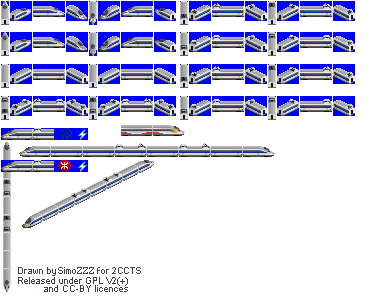 Drawn by SimoZZZ for 2CCTS
Released under GPL V2(+)
and CC-BY licences